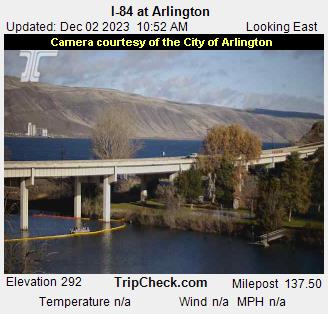 I-84 at Arlington
Updated: Dec 02 2023 10:52 AM Looking East
Camera courtesy of the City of Arlington
Elevation 292 TripCheck.com Milepost 137.50
Temperature n/a Wind n/a MPH n/a